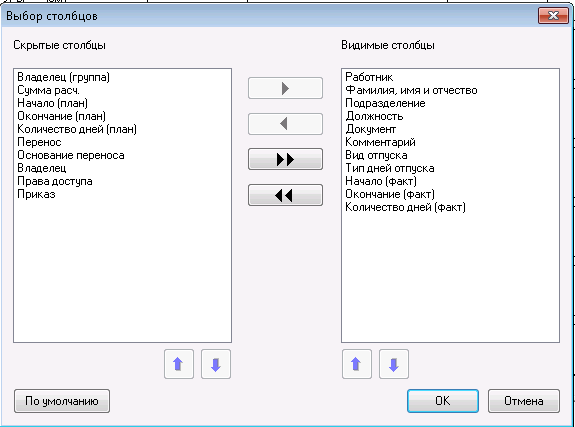 Выбор столбцов
Скрытые столбцы
Видимые столбцы
Владелец (группа)
Сумма расч.
Начало (план)
Окончание (план)
Количество дней (план)
Перенос
Основание переноса
Владелец
Права доступа
Приказ
Работник
Фамилия, имя и отчество
Подразделение
Должность
Документ
Комментарий
Вид отпуска
Тип дней отпуска
Начало (факт)
Окончание (факт)
Количество дней (факт)
По умолчанию
OK
Отмена